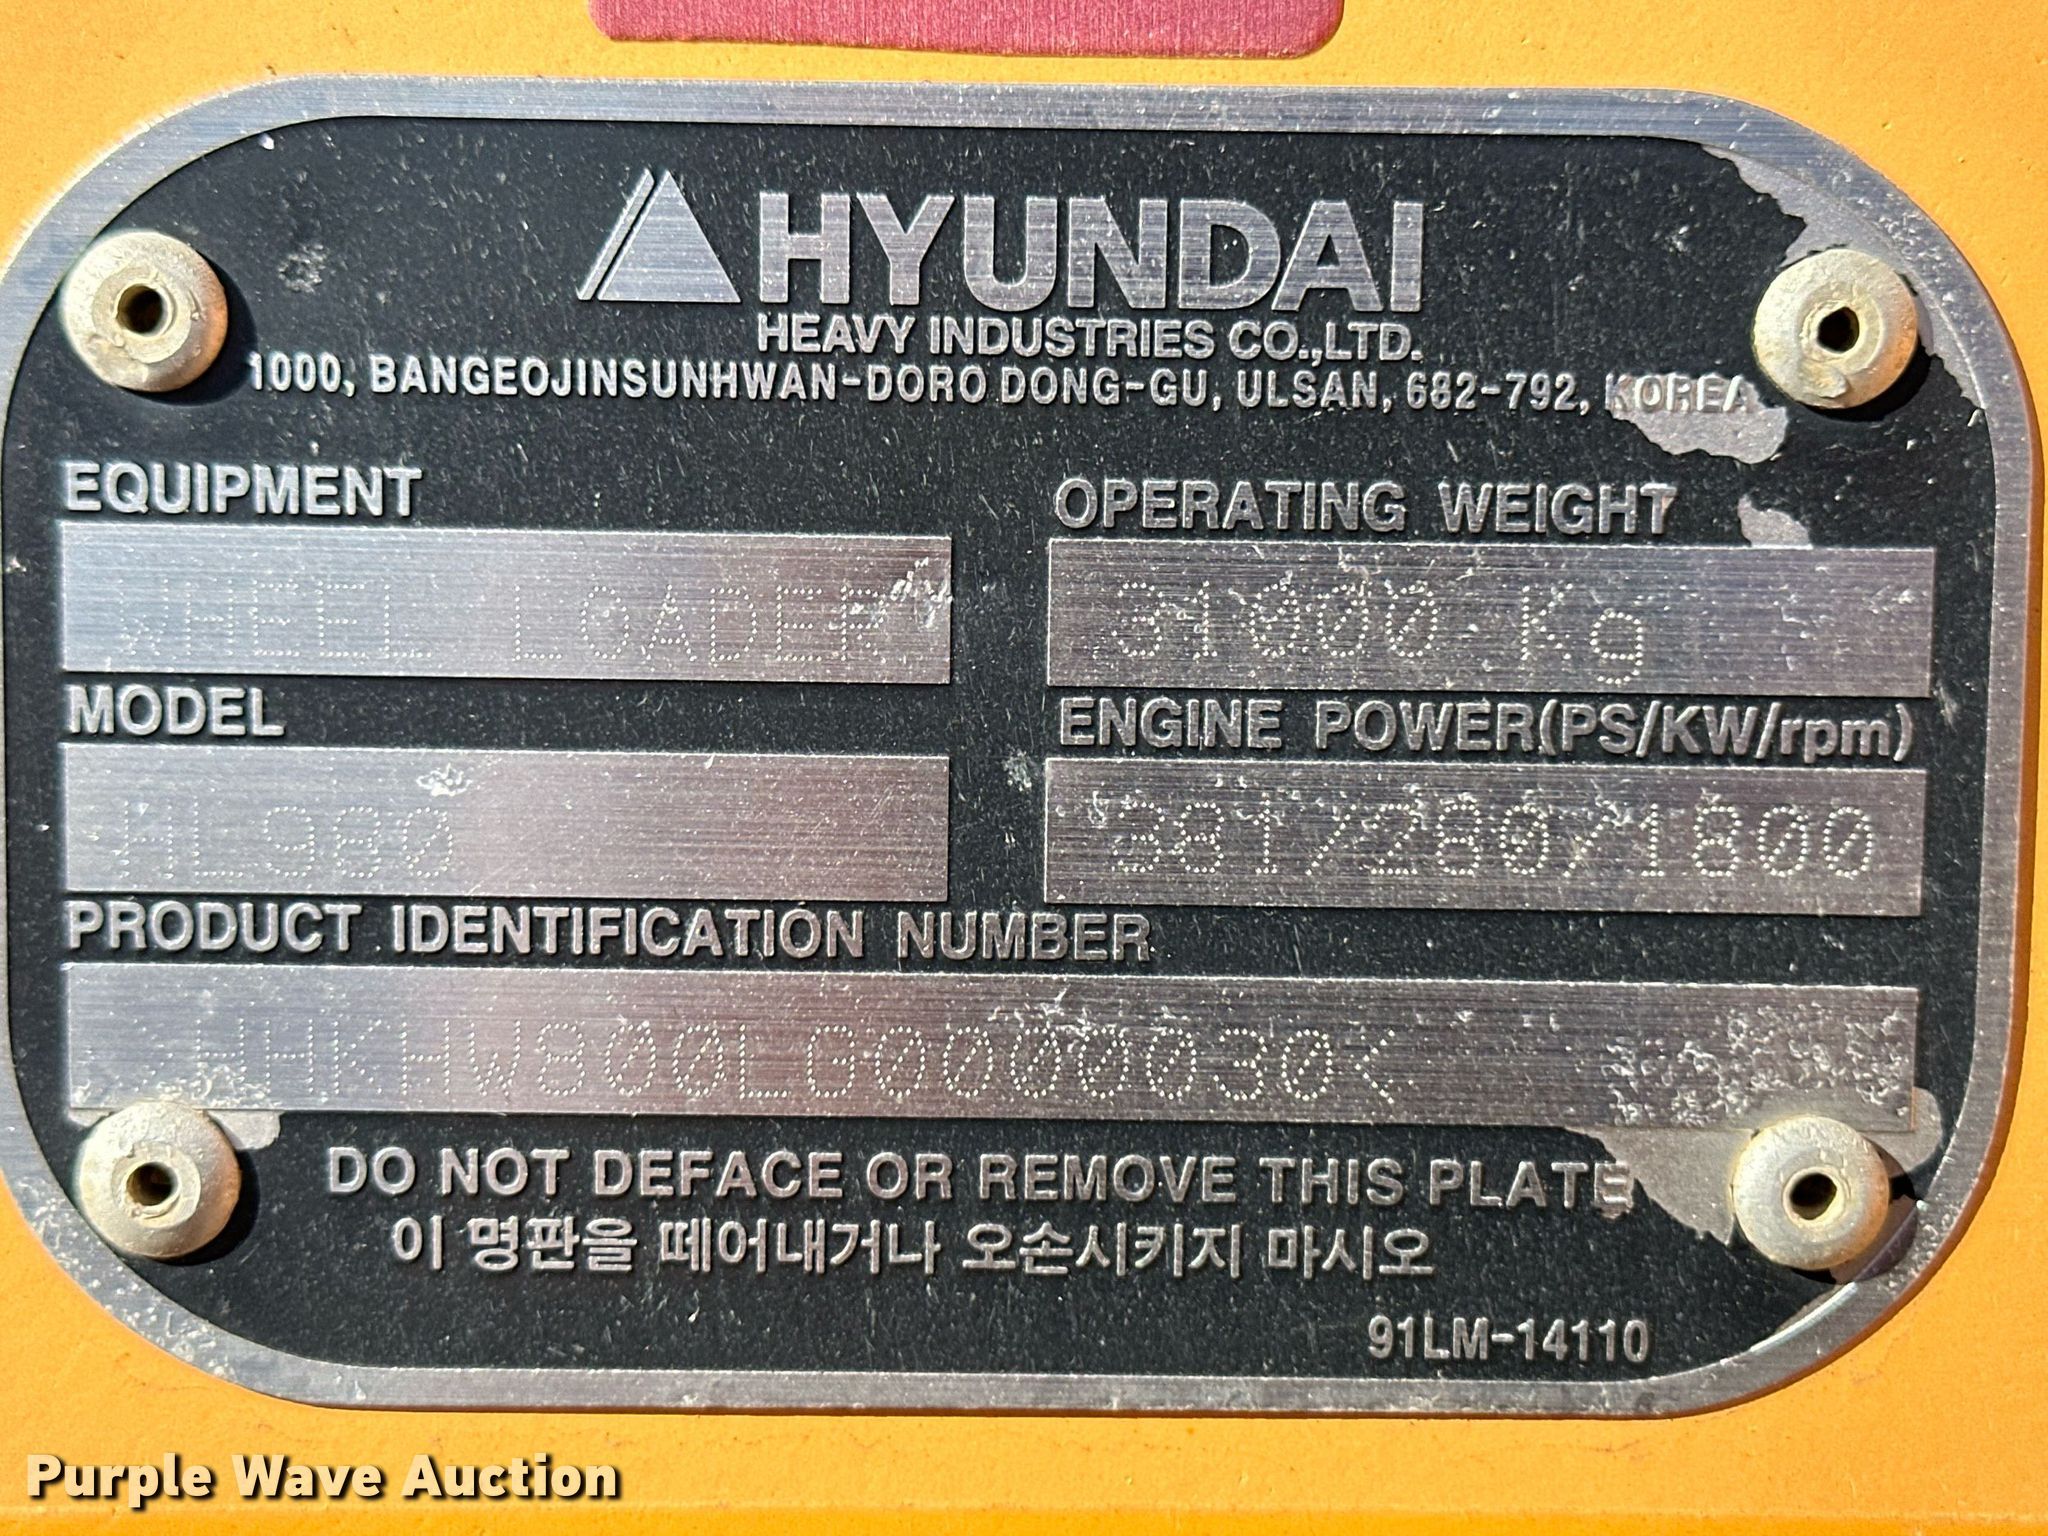 HYUNDAI
HEAVY INDUSTRIES CO.,LTD.
1000, BANGEOJINSUNHWAN-DORO DONG-GU, ULSAN, 682-792, KOREA
EQUIPMENT
WHEEL LOADER
OPERATING WEIGHT
31000 Kg
MODEL
HL980
ENGINE POWER(PS/KW/rpm)
381/280/1800
PRODUCT IDENTIFICATION NUMBER
>HHKHW800LG0000030<
DO NOT DEFACE OR REMOVE THIS PLATE
이 명판을 떼어내거나 오손시키지 마시오
91LM-14110
Purple Wave Auction